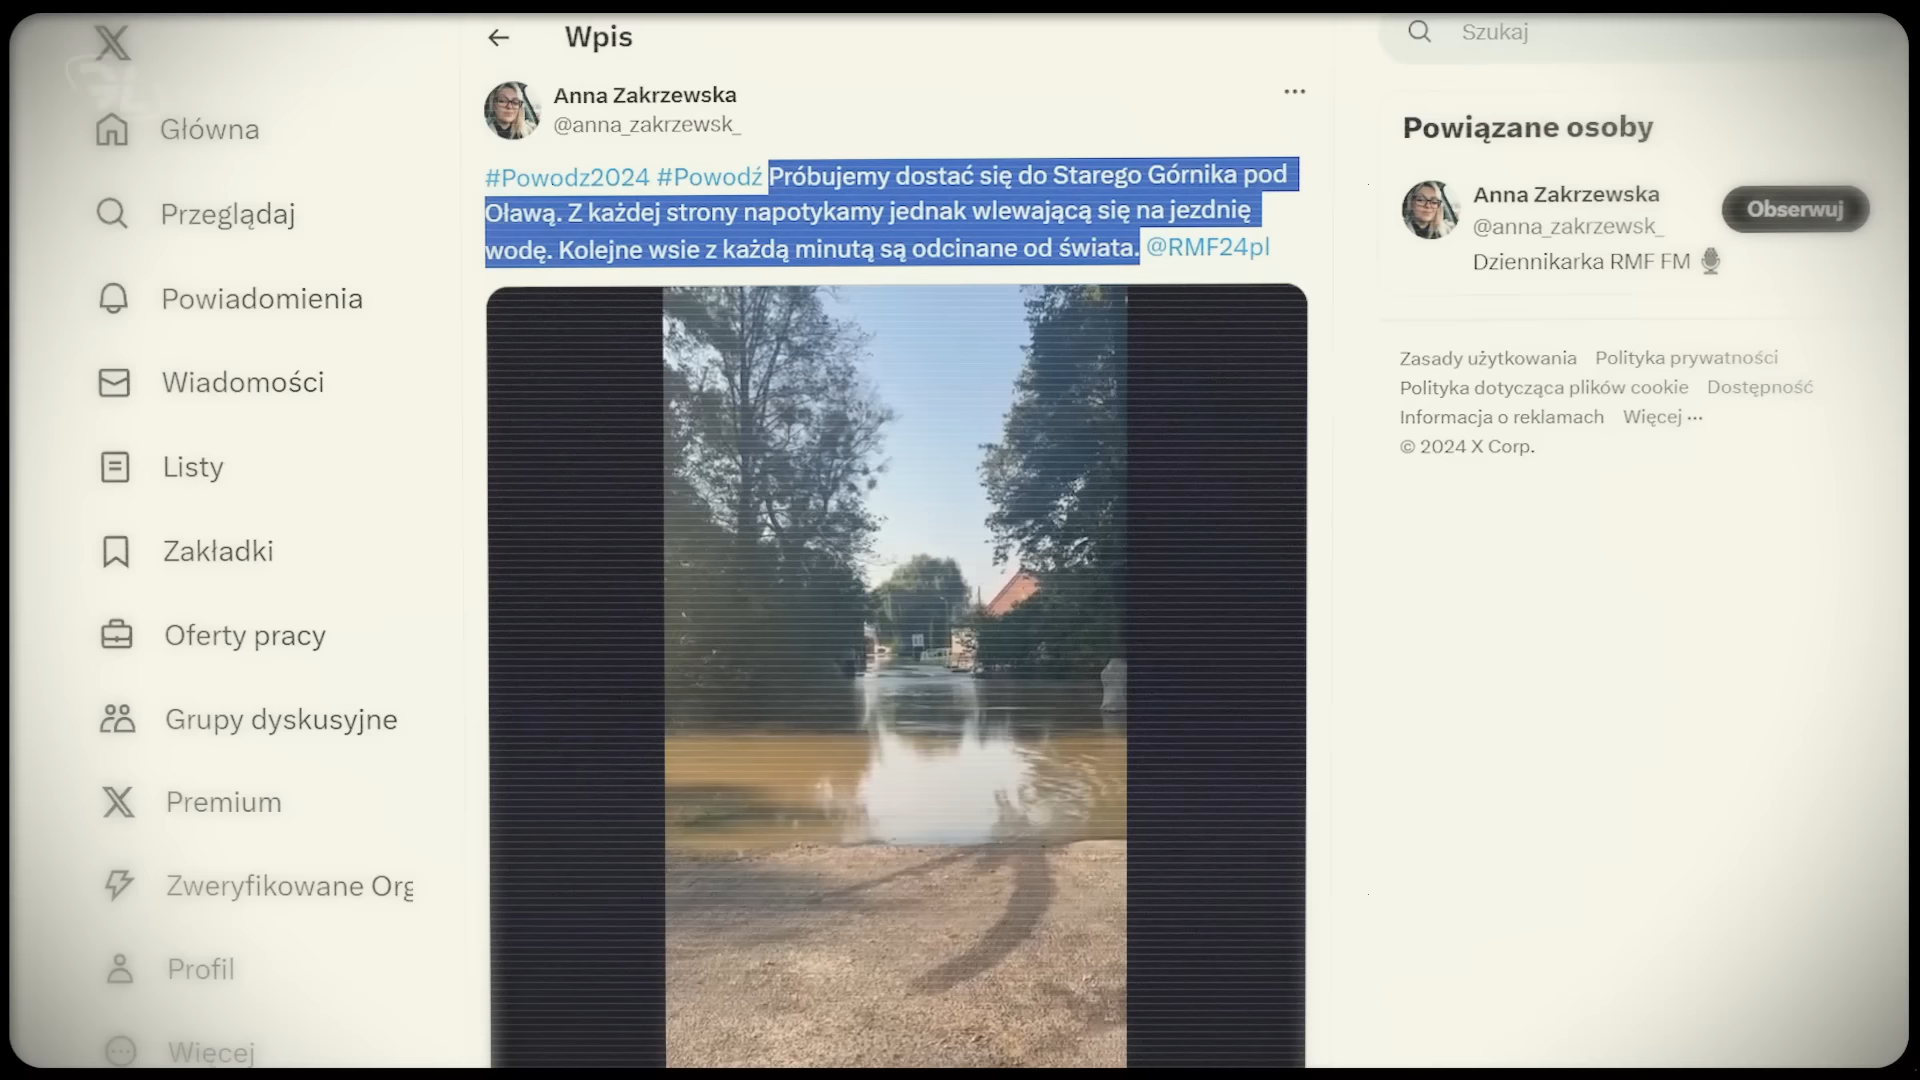 Główna
Przeglądaj
Powiadomienia
Wiadomości
Listy
Zakładki
Oferty pracy
Grupy dyskusyjne
Premium
Zweryfikowane Org
Profil
Więcej
Wpis
Anna Zakrzewska
@anna_zakrzewsk_
#Powodz2024 #Powodź Próbujemy dostać się do Starego Górnika pod
Oławą. Z każdej strony napotykamy jednak wlewającą się na jezdnię
wodę. Kolejne wsie z każdą minutą są odcinane od świata. @RMF24pl
Szukaj
Powiązane osoby
Anna Zakrzewska
@anna_zakrzewsk_
Obserwuj
Dziennikarka RMF FM
Zasady użytkowania Polityka prywatności
Polityka dotycząca plików cookie Dostępność
Informacja o reklamach Więcej ···
© 2024 X Corp.